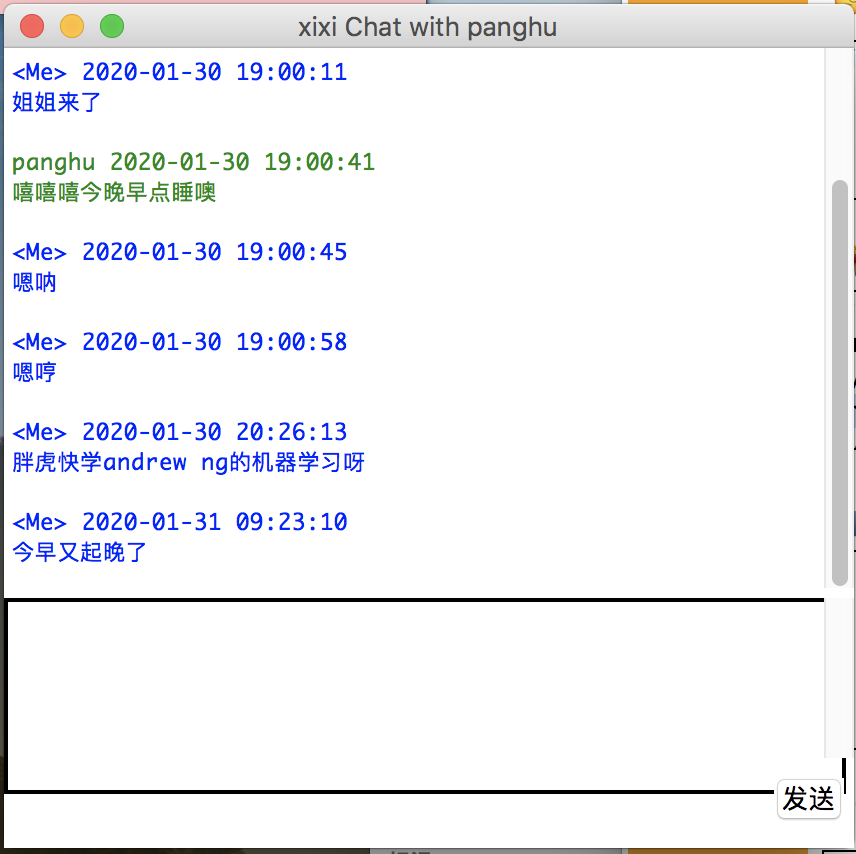 xixi Chat with panghu
<Me> 2020-01-30 19:00:11
姐姐来了
panghu 2020-01-30 19:00:41
嘻嘻嘻今晚早点睡噢
<Me> 2020-01-30 19:00:45
嗯呐
<Me> 2020-01-30 19:00:58
嗯哼
<Me> 2020-01-30 20:26:13
胖虎快学andrew ng的机器学习呀
<Me> 2020-01-31 09:23:10
今早又起晚了
发送